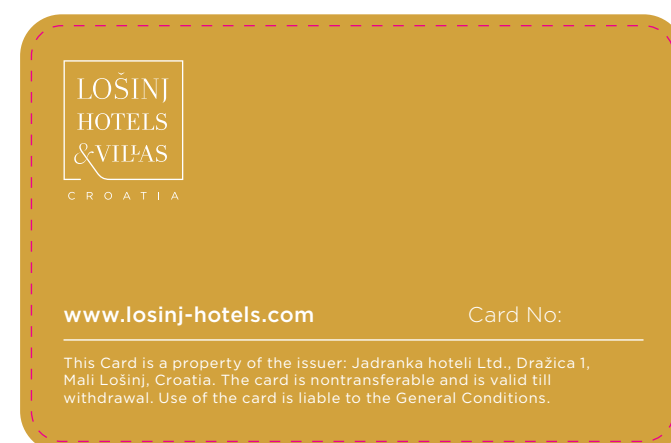 LOŠINJ
HOTELS
&VILLAS
CROATIA
www.losinj-hotels.com Card No:
This Card is a property of the issuer: Jadranka hoteli Ltd., Dražica 1,
Mali Lošinj, Croatia. The card is nontransferable and is valid till
withdrawal. Use of the card is liable to the General Conditions.